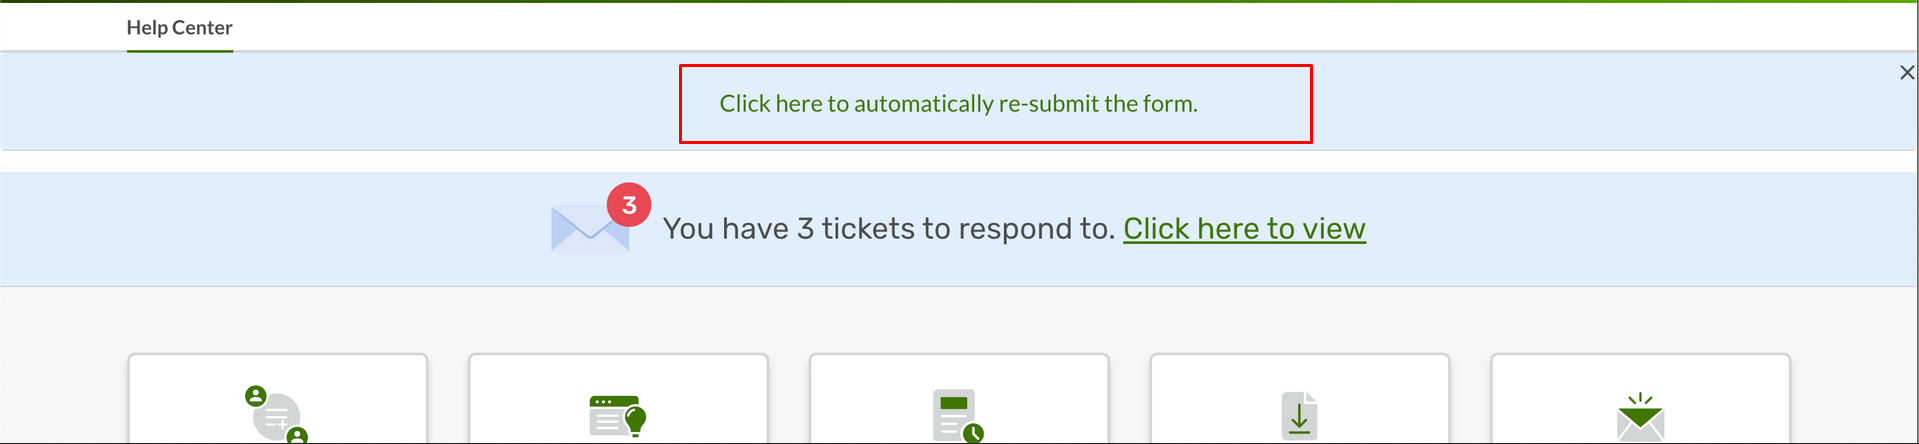 Help Center
Click here to automatically re-submit the form.
3
You have 3 tickets to respond to. Click here to view